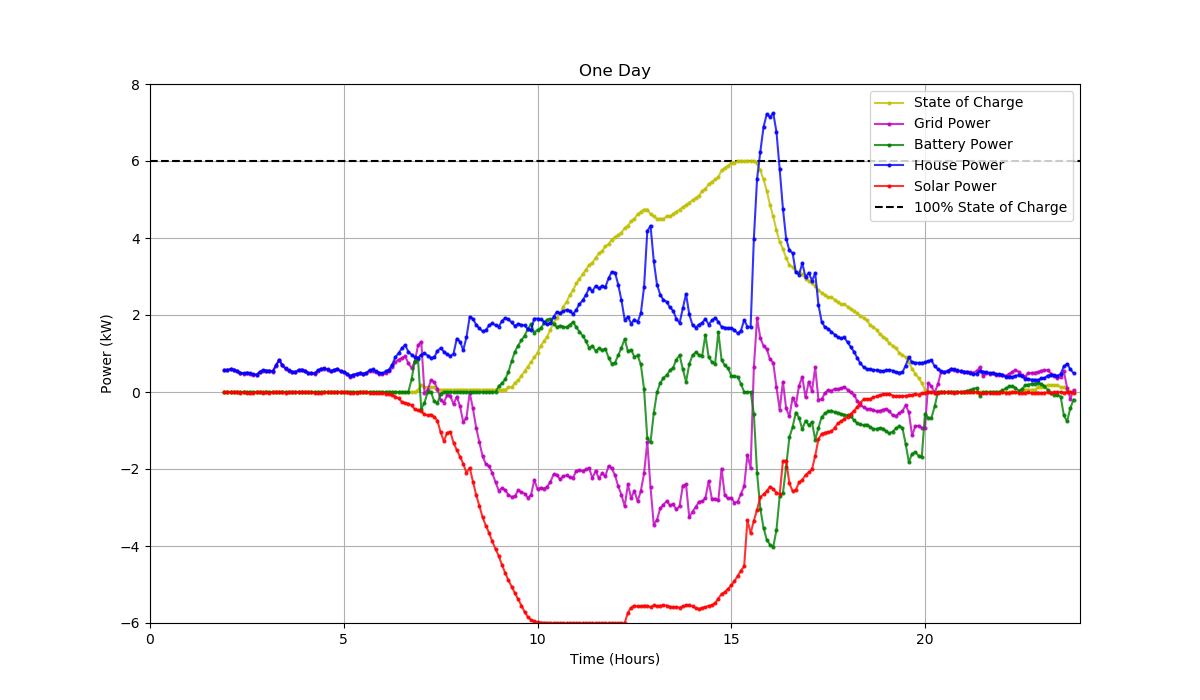 One Day
Power (kW)
8
6
4
2
0
−2
−4
−6
State of Charge
Grid Power
Battery Power
House Power
Solar Power
100% State of Charge
0 5 10 15 20
Time (Hours)